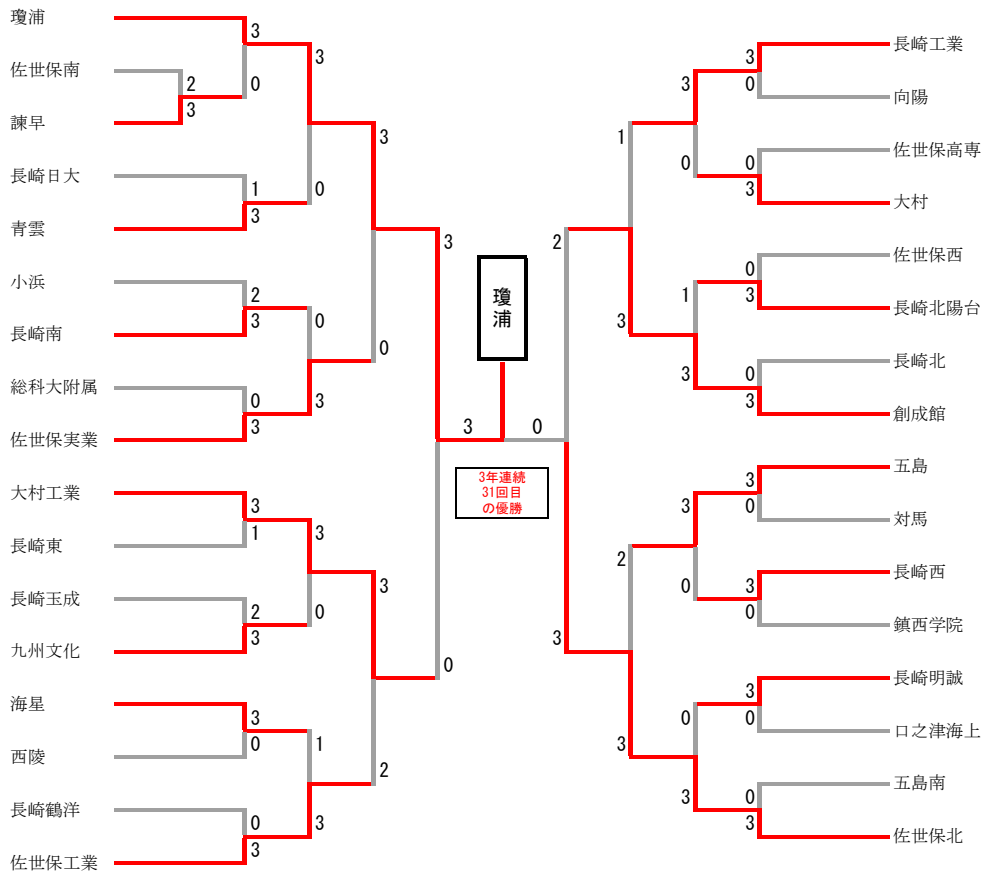 瓊浦
3
3
佐世保南
2
0
3
諫早
3
長崎日大
1
0
3
青雲
3
小浜
2
0
3
長崎南
0
総科大附属
0
3
3
佐世保実業
大村工業
3
3
長崎東
1
3
長崎玉成
2
0
3
九州文化
0
海星
3
1
0
西陵
2
長崎鶴洋
0
3
3
佐世保工業
瓊浦
3
0
3年連続
31回目
の優勝
長崎工業
3
3
0
向陽
1
佐世保高専
0
0
3
大村
2
佐世保西
0
1
3
長崎北陽台
3
長崎北
0
3
3
創成館
五島
3
3
0
対馬
2
長崎西
3
0
0
鎮西学院
3
長崎明誠
3
0
0
口之津海上
3
五島南
0
3
3
佐世保北